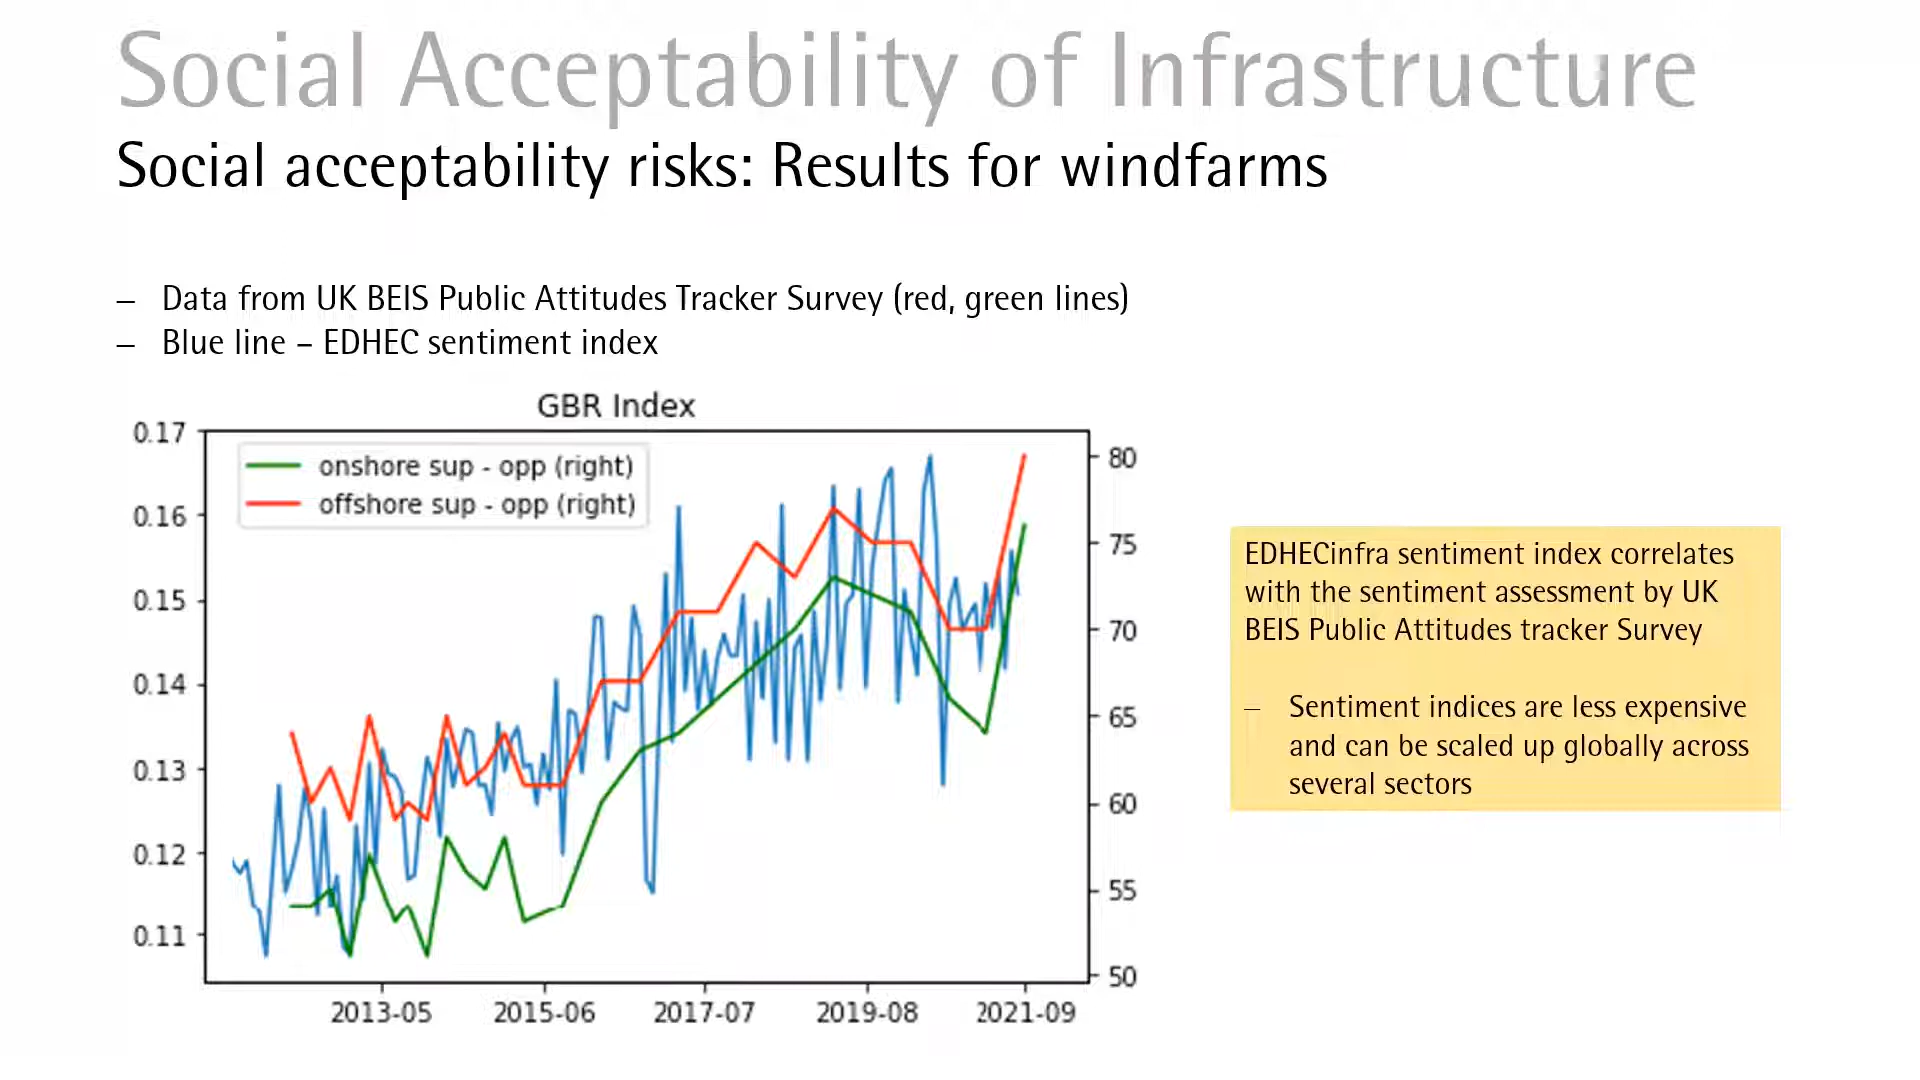 Social Acceptability of Infrastructure
Social acceptability risks: Results for windfarms
– Data from UK BEIS Public Attitudes Tracker Survey (red, green lines)
– Blue line – EDHEC sentiment index
GBR Index
onshore sup - opp (right)
offshore sup - opp (right)
0.17
0.16
0.15
0.14
0.13
0.12
0.11
80
75
70
65
60
55
50
2013-05
2015-06
2017-07
2019-08
2021-09
EDHECinfra sentiment index correlates
with the sentiment assessment by UK
BEIS Public Attitudes tracker Survey
– Sentiment indices are less expensive
and can be scaled up globally across
several sectors